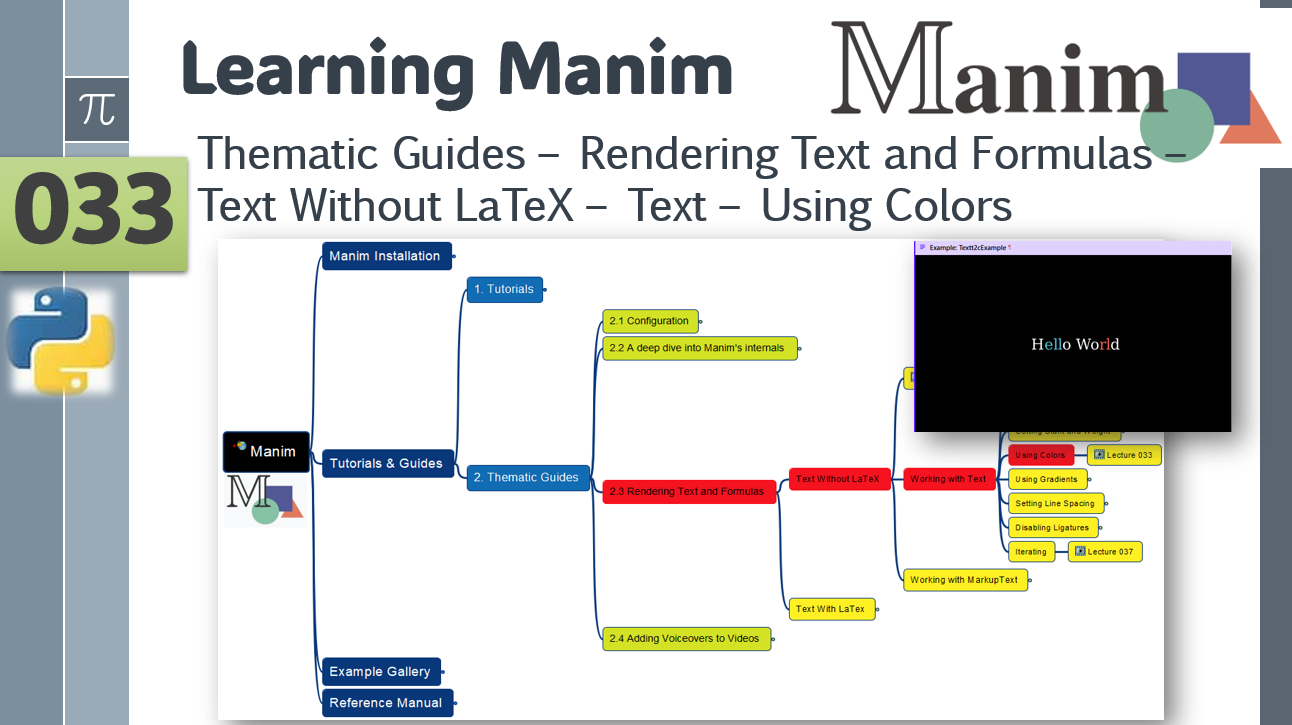 Learning Manim
Manim
π
Thematic Guides – Rendering Text and Formulas –
033
Text Without LaTeX – Text – Using Colors
Manim Installation
Example: Textt2cExample ¶
1. Tutorials
2.1 Configuration
2.2 A deep dive into Manim's internals
Hello World
Manim
Tutorials & Guides
2. Thematic Guides
2.3 Rendering Text and Formulas
Text Without LaTeX
Working with Text
Using Colors
Lecture 033
Using Gradients
Setting Line Spacing
Disabling Ligatures
Iterating
Lecture 037
Working with MarkupText
Text With LaTex
2.4 Adding Voiceovers to Videos
M
Example Gallery
Reference Manual